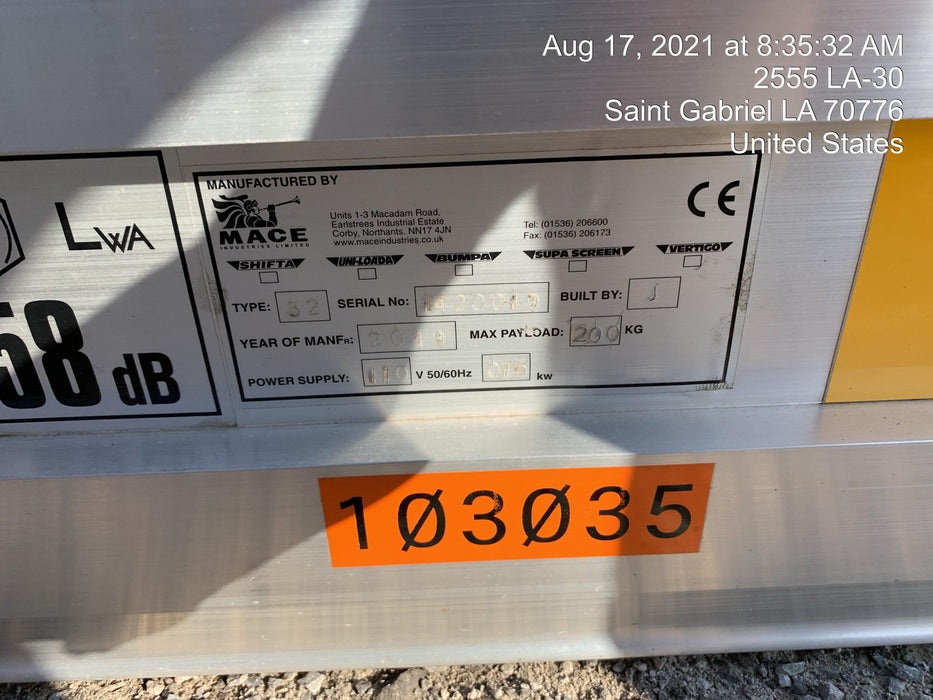 Aug 17, 2021 at 8:35:32 AM
2555 LA-30
Saint Gabriel LA 70776
United States
MANUFACTURED BY
MACE
INDUSTRIES LIMITED
Units 1-3 Macadam Road,
Earlstrees Industrial Estate
Corby, Northants, NN17 4JN
www.maceindustries.co.uk
Tel: (01536) 206600
Fax: (01536) 206173
CE
SHIFTA UNI-LOADA BUMPA SUPA SCREEN VERTIGO
TYPE: 32 SERIAL No: BUILT BY: J
YEAR OF MANFR: 2019 MAX PAYLOAD: 200 KG
POWER SUPPLY: 110 V 50/60Hz kw
LWA
58 dB
103035